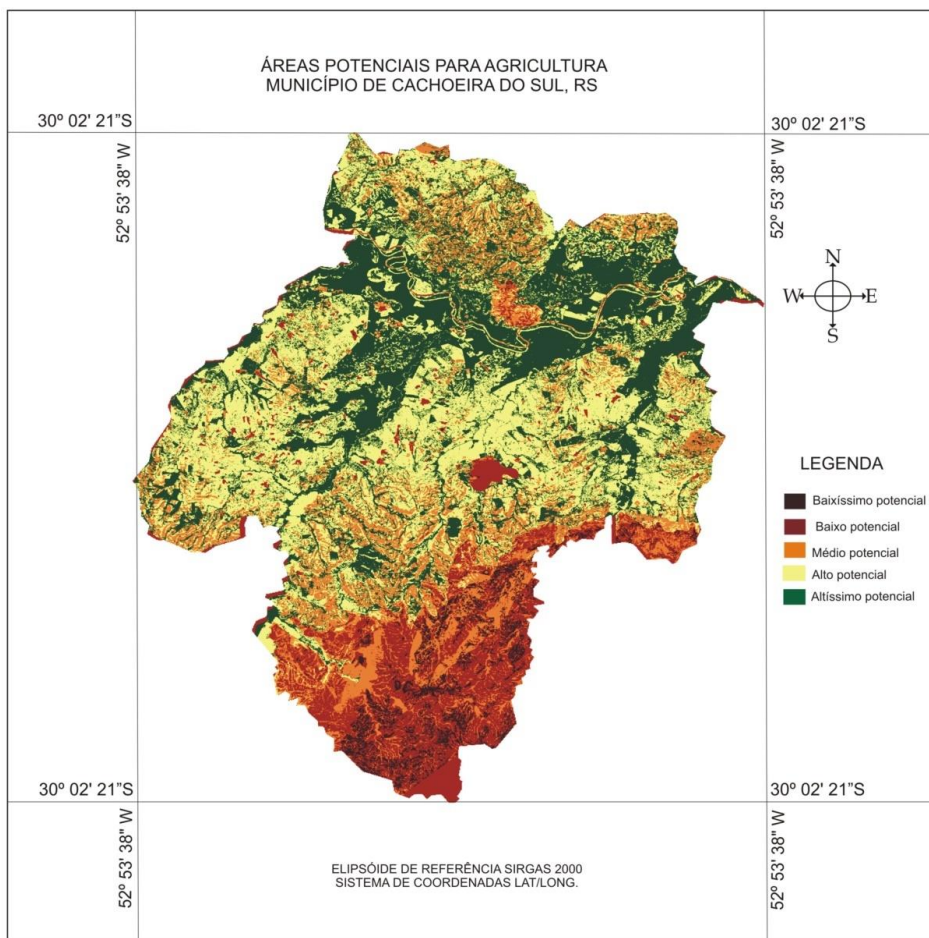 ÁREAS POTENCIAIS PARA AGRICULTURA
MUNICÍPIO DE CACHOEIRA DO SUL, RS
30º 02' 21”S
30º 02' 21”S
52º 53' 38" W
52º 53' 38" W
N
W
E
S
LEGENDA
Baixíssimo potencial
Baixo potencial
Médio potencial
Alto potencial
Altíssimo potencial
30º 02' 21”S
30º 02' 21”S
52º 53' 38" W
52º 53' 38" W
ELIPSÓIDE DE REFERÊNCIA SIRGAS 2000
SISTEMA DE COORDENADAS LAT/LONG.